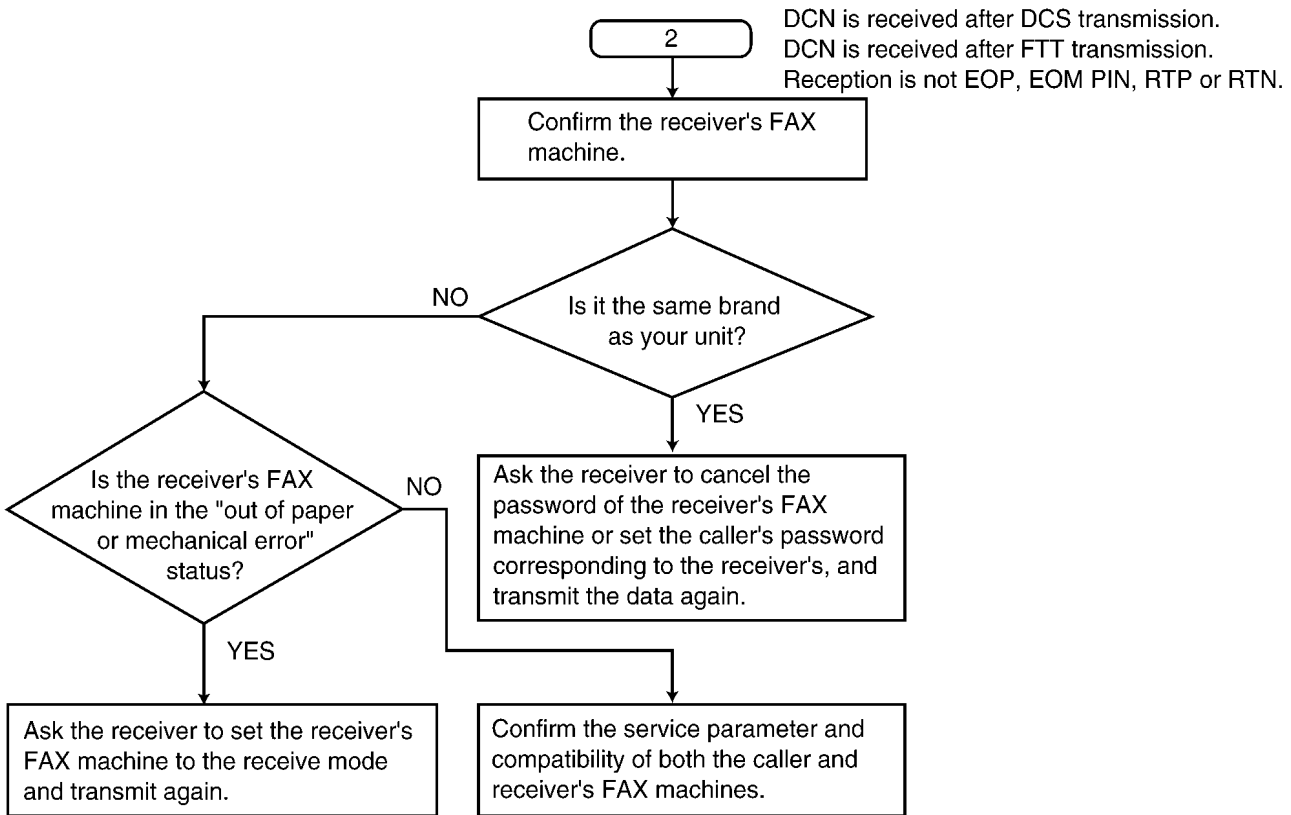 2
DCN is received after DCS transmission.
DCN is received after FTT transmission.
Reception is not EOP, EOM PIN, RTP or RTN.
Confirm the receiver's FAX
machine.
Is it the same brand
as your unit?
NO
YES
Is the receiver's FAX
machine in the "out of paper
or mechanical error"
status?
NO
YES
Ask the receiver to cancel the
password of the receiver's FAX
machine or set the caller's password
corresponding to the receiver's, and
transmit the data again.
Ask the receiver to set the receiver's
FAX machine to the receive mode
and transmit again.
Confirm the service parameter and
compatibility of both the caller and
receiver's FAX machines.